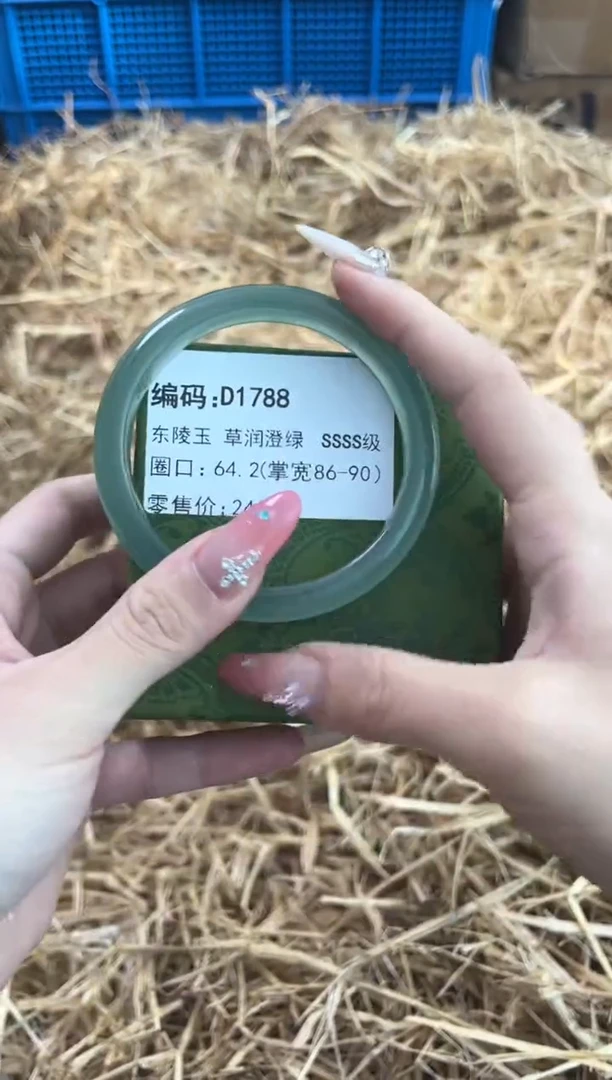 编码:D1788
东陵玉 草润澄绿 SSSS级
圈口: 64.2(掌宽86-90)
零售价:24